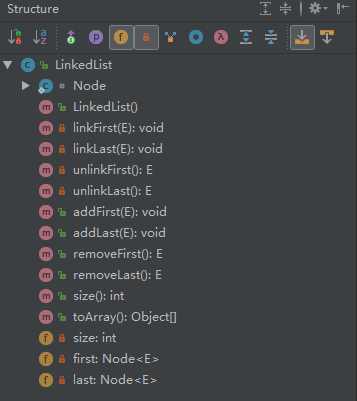 Structure
LinkedList
Node
LinkedList()
linkFirst(E): void
linkLast(E): void
unlinkFirst(): E
unlinkLast(): E
addFirst(E): void
addLast(E): void
removeFirst(): E
removeLast(): E
size(): int
toArray(): Object[]
size: int
first: Node<E>
last: Node<E>